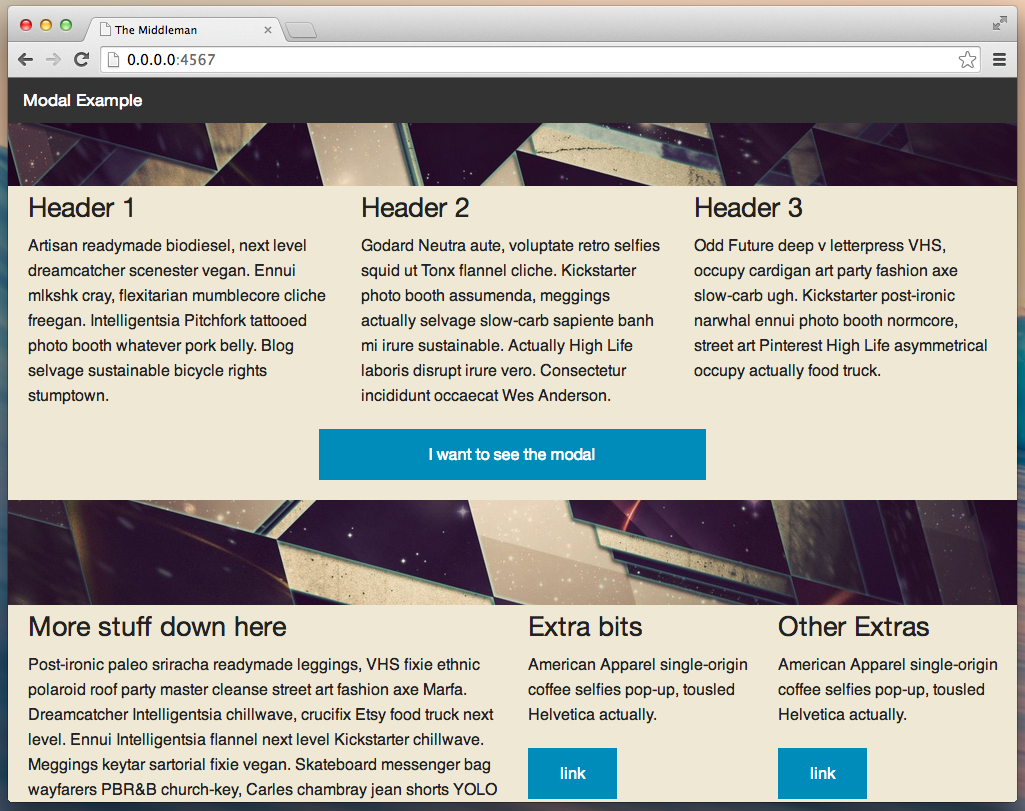 The Middleman
0.0.0.0:4567
Modal Example
Header 1
Artisan readymade biodiesel, next level
dreamcatcher scenester vegan. Ennui
mlkshk cray, flexitarian mumblecore cliche
freegan. Intelligentsia Pitchfork tattooed
photo booth whatever pork belly. Blog
selvage sustainable bicycle rights
stumptown.
Header 2
Godard Neutra aute, voluptate retro selfies
squid ut Tonx flannel cliche. Kickstarter
photo booth assumenda, meggings
actually selvage slow-carb sapiente banh
mi irure sustainable. Actually High Life
laboris disrupt irure vero. Consectetur
incididunt occaecat Wes Anderson.
Header 3
Odd Future deep v letterpress VHS,
occupy cardigan art party fashion axe
slow-carb ugh. Kickstarter post-ironic
narwhal ennui photo booth normcore,
street art Pinterest High Life asymmetrical
occupy actually food truck.
I want to see the modal
More stuff down here
Post-ironic paleo sriracha readymade leggings, VHS fixie ethnic
polaroid roof party master cleanse street art fashion axe Marfa.
Dreamcatcher Intelligentsia chillwave, crucifix Etsy food truck next
level. Ennui Intelligentsia flannel next level Kickstarter chillwave.
Meggings keytar sartorial fixie vegan. Skateboard messenger bag
wayfarers PBR&B church-key, Carles chambray jean shorts YOLO
Extra bits
American Apparel single-origin
coffee selfies pop-up, tousled
Helvetica actually.
link
Other Extras
American Apparel single-origin
coffee selfies pop-up, tousled
Helvetica actually.
link